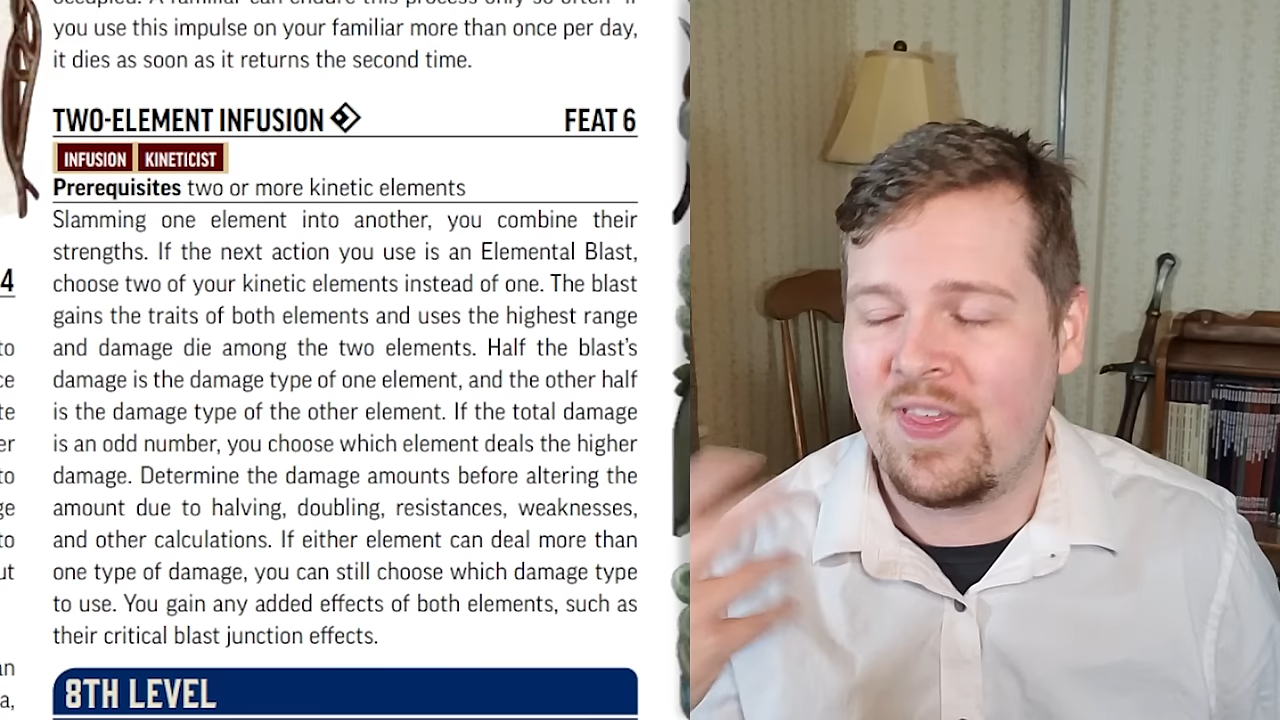 occupied. A familiar can endure this process only so often—if
you use this impulse on your familiar more than once per day,
it dies as soon as it returns the second time.
TWO-ELEMENT INFUSION
FEAT 6
INFUSION KINETICIST
Prerequisites two or more kinetic elements
Slamming one element into another, you combine their
strengths. If the next action you use is an Elemental Blast,
choose two of your kinetic elements instead of one. The blast
gains the traits of both elements and uses the highest range
and damage die among the two elements. Half the blast's
damage is the damage type of one element, and the other half
is the damage type of the other element. If the total damage
is an odd number, you choose which element deals the higher
damage. Determine the damage amounts before altering the
amount due to halving, doubling, resistances, weaknesses,
and other calculations. If either element can deal more than
one type of damage, you can still choose which damage type
to use. You gain any added effects of both elements, such as
their critical blast junction effects.
8TH LEVEL
4
to
to
to